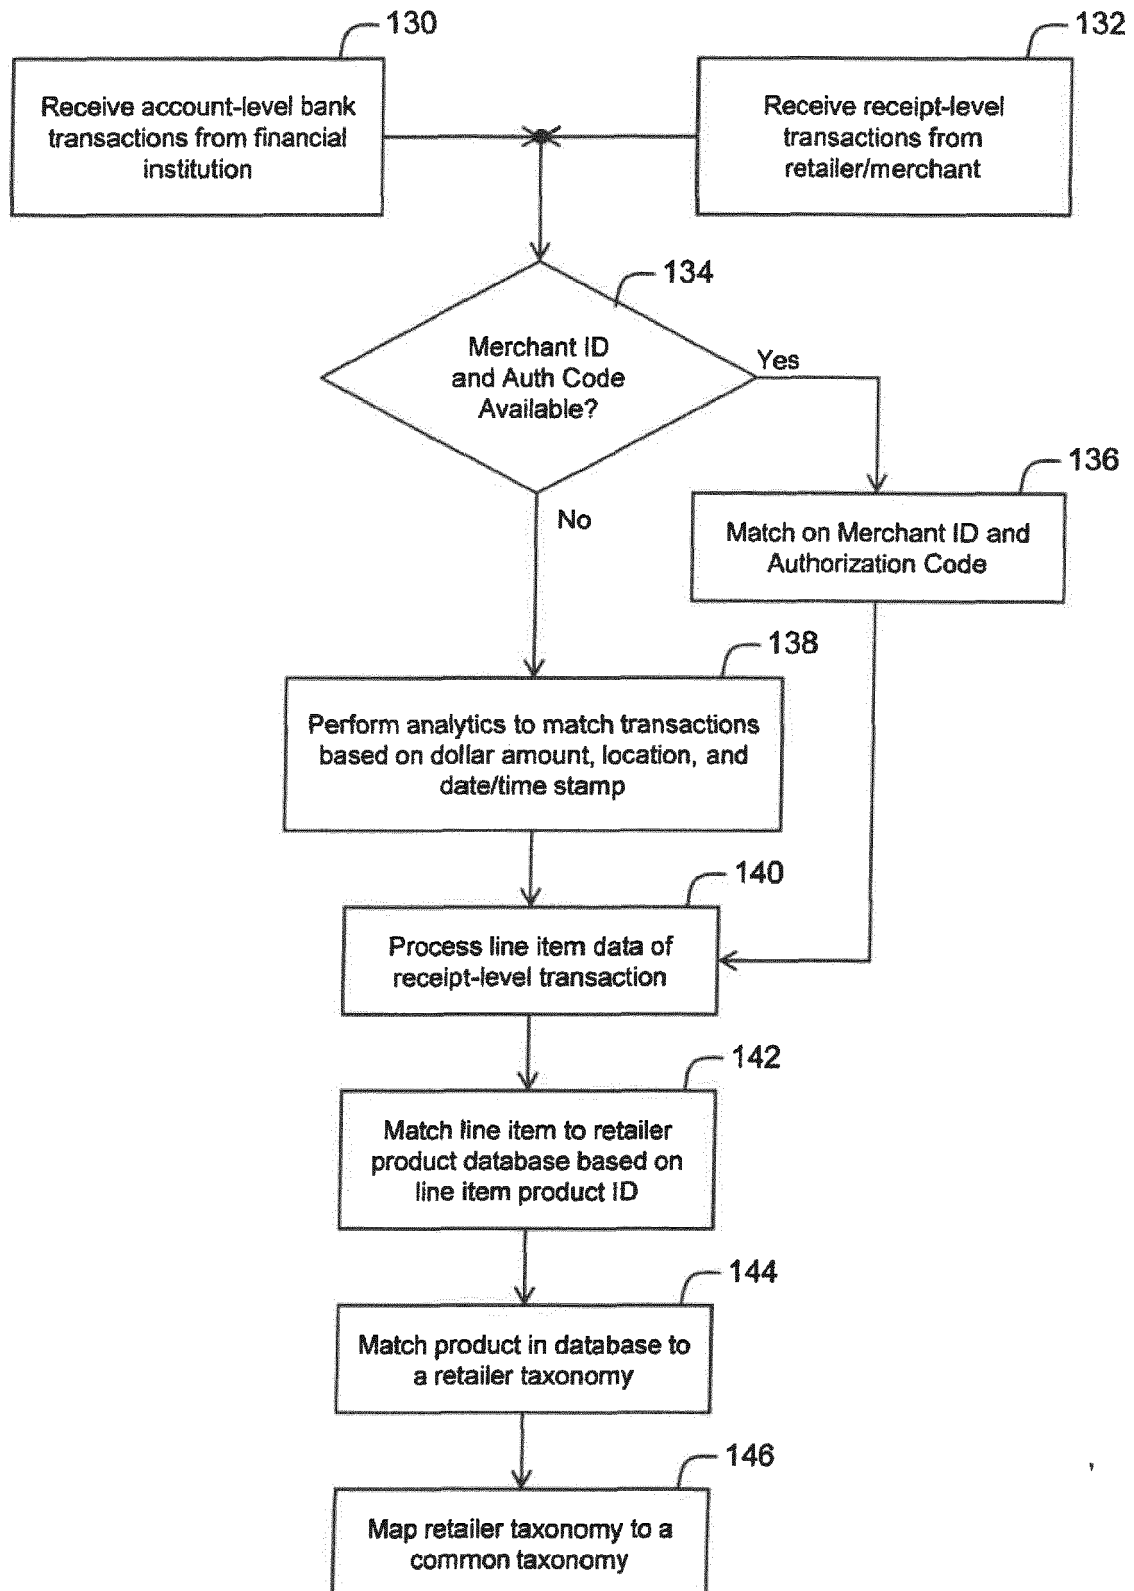 130
132
Receive account-level bank
transactions from financial
institution
Receive receipt-level
transactions from
retailer/merchant
134
Merchant ID
and Auth Code
Available?
Yes
136
No
Match on Merchant ID and
Authorization Code
138
Perform analytics to match transactions
based on dollar amount, location, and
date/time stamp
140
Process line item data of
receipt-level transaction
142
Match line item to retailer
product database based on
line item product ID
144
Match product in database to
a retailer taxonomy
146
Map retailer taxonomy to a
common taxonomy